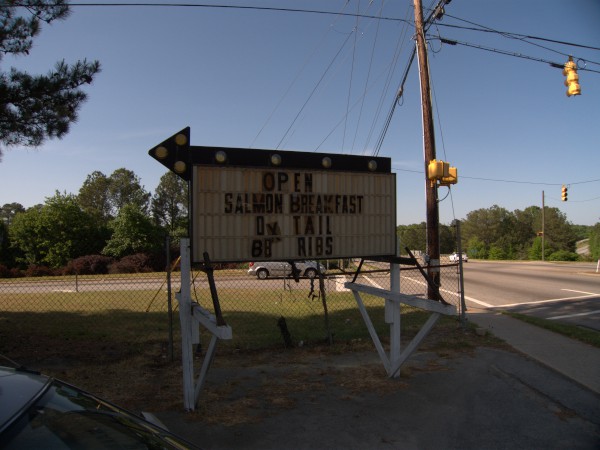 OPEN
SALMON BREAKFAST
OX TAIL
BB" RIBS